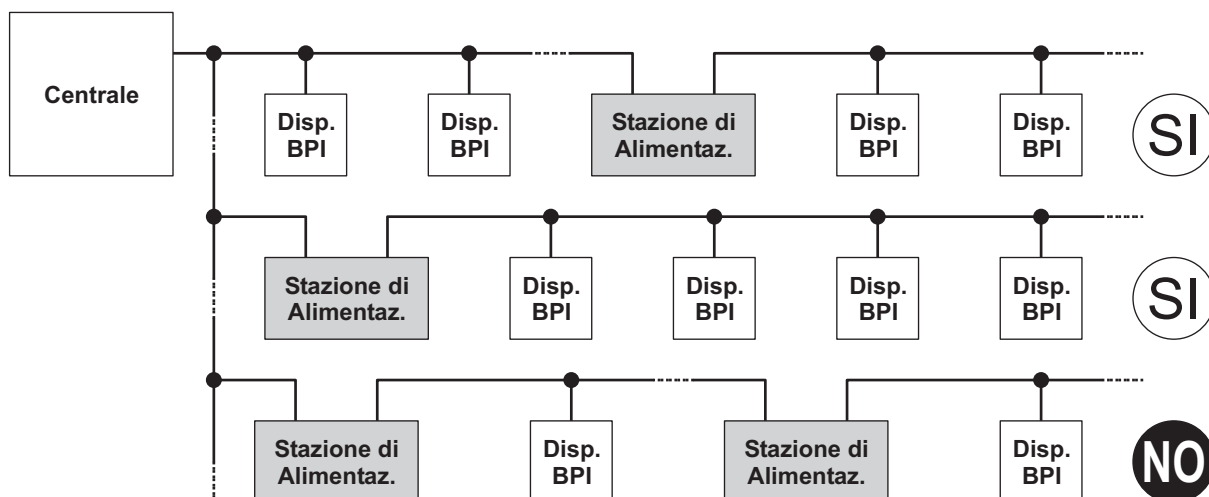 Centrale
Disp.
BPI
Disp.
BPI
Stazione di
Alimentaz.
Disp.
BPI
Disp.
BPI
SI
Stazione di
Alimentaz.
Disp.
BPI
Disp.
BPI
Disp.
BPI
Disp.
BPI
SI
Stazione di
Alimentaz.
Disp.
BPI
Stazione di
Alimentaz.
Disp.
BPI
NO